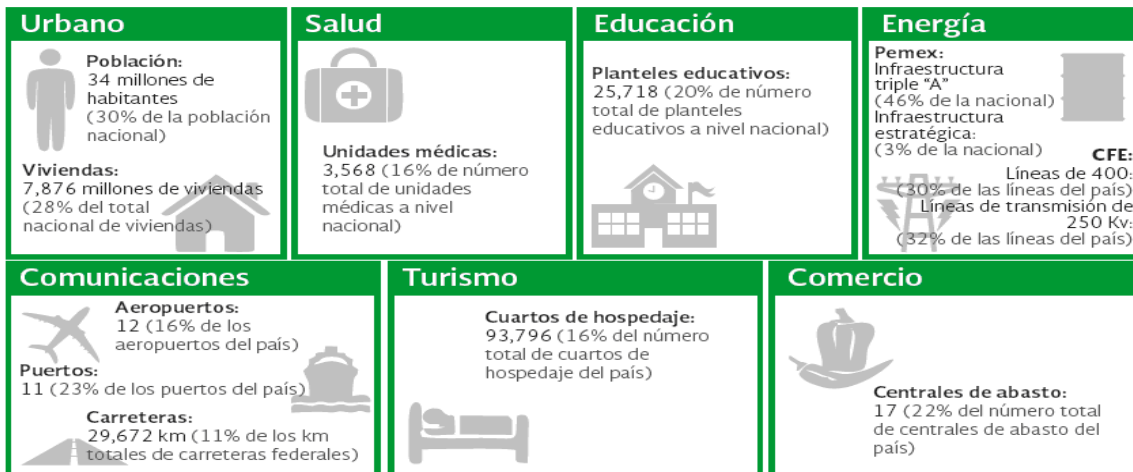 Urbano
Población:
34 millones de
habitantes
(30% de la población
nacional)
Viviendas:
7,876 millones de viviendas
(28% del total
nacional de viviendas)
Salud
Unidades médicas:
3,568 (16% de número
total de unidades
médicas a nivel
nacional)
Educación
Planteles educativos:
25,718 (20% de número
total de planteles
educativos a nivel nacional)
Energía
Pemex:
Infraestructura
triple “A”
(46% de la nacional)
Infraestructura
estratégica:
(3% de la nacional)
CFE:
Líneas de 400:
(30% de las líneas del país)
Líneas de transmisión de
250 Kv:
(32% de las líneas del país)
Comunicaciones
Aeropuertos:
12 (16% de los
aeropuertos del país)
Puertos:
11 (23% de los puertos del país)
Carreteras:
29,672 km (11% de los km
totales de carreteras federales)
Turismo
Cuartos de hospedaje:
93,796 (16% del número
total de cuartos de
hospedaje del país)
Comercio
Centrales de abasto:
17 (22% del número total
de centrales de abasto del
país)